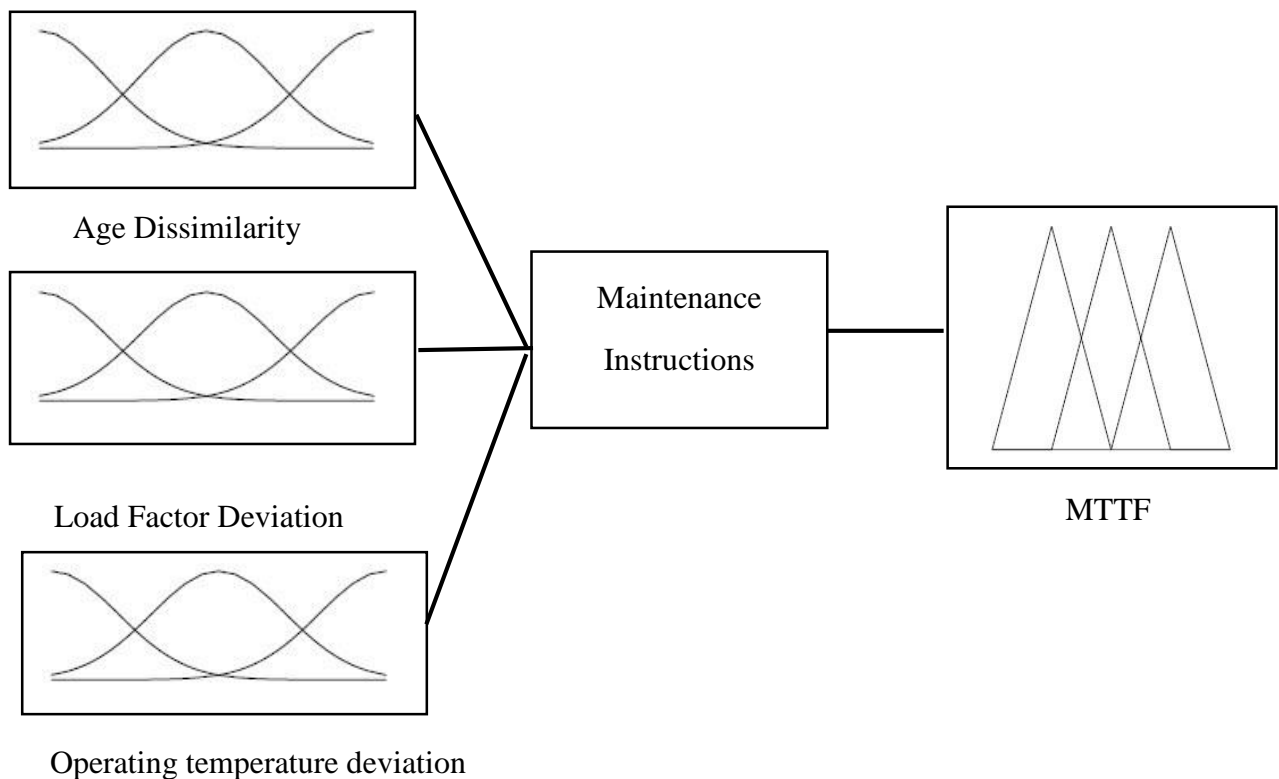 Age Dissimilarity
Load Factor Deviation
Operating temperature deviation
Maintenance
Instructions
MTTF